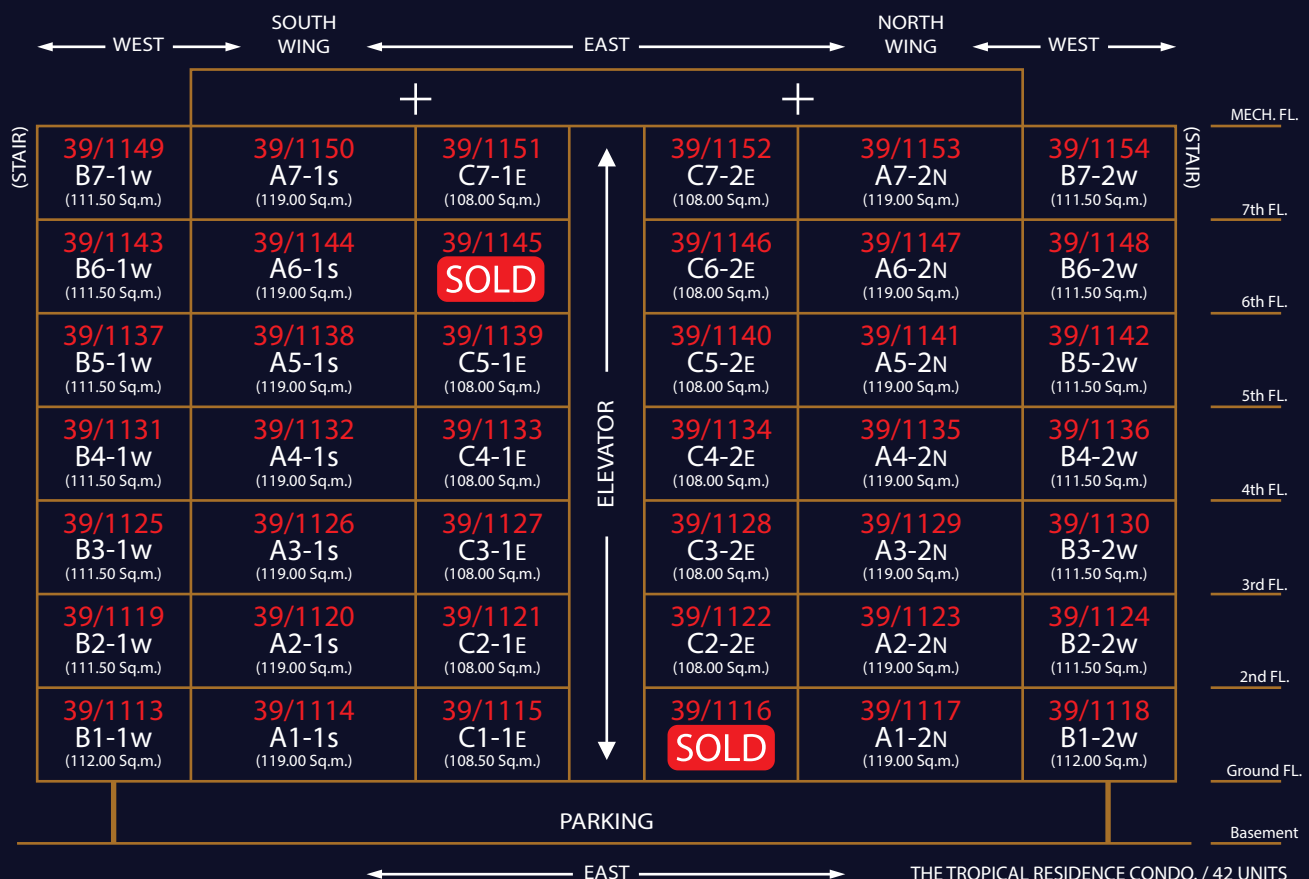 SOUTH
WING
NORTH
WING
WEST
EAST
WEST
MECH. FL.
(STAIR)
(STAIR)
39/1149 39/1150 39/1151 39/1152 39/1153 39/1154
B7-1W A7-1S C7-1E C7-2E A7-2N B7-2W
(111.50 Sq.m.) (119.00 Sq.m.) (108.00 Sq.m.) (108.00 Sq.m.) (119.00 Sq.m.) (111.50 Sq.m.)
7th FL.
39/1143 39/1144 39/1145 39/1146 39/1147 39/1148
B6-1W A6-1S SOLD C6-2E A6-2N B6-2W
(111.50 Sq.m.) (119.00 Sq.m.) (108.00 Sq.m.) (119.00 Sq.m.) (111.50 Sq.m.)
6th FL.
39/1137 39/1138 39/1139 39/1140 39/1141 39/1142
B5-1W A5-1S C5-1E C5-2E A5-2N B5-2W
(111.50 Sq.m.) (119.00 Sq.m.) (108.00 Sq.m.) (108.00 Sq.m.) (119.00 Sq.m.) (111.50 Sq.m.)
5th FL.
ELEVATOR
39/1131 39/1132 39/1133 39/1134 39/1135 39/1136
B4-1W A4-1S C4-1E C4-2E A4-2N B4-2W
(111.50 Sq.m.) (119.00 Sq.m.) (108.00 Sq.m.) (108.00 Sq.m.) (119.00 Sq.m.) (111.50 Sq.m.)
4th FL.
39/1125 39/1126 39/1127 39/1128 39/1129 39/1130
B3-1W A3-1S C3-1E C3-2E A3-2N B3-2W
(111.50 Sq.m.) (119.00 Sq.m.) (108.00 Sq.m.) (108.00 Sq.m.) (119.00 Sq.m.) (111.50 Sq.m.)
3rd FL.
39/1119 39/1120 39/1121 39/1122 39/1123 39/1124
B2-1W A2-1S C2-1E C2-2E A2-2N B2-2W
(111.50 Sq.m.) (119.00 Sq.m.) (108.00 Sq.m.) (108.00 Sq.m.) (119.00 Sq.m.) (111.50 Sq.m.)
2nd FL.
39/1113 39/1114 39/1115 39/1116 39/1117 39/1118
B1-1W A1-1S C1-1E SOLD A1-2N B1-2W
(112.00 Sq.m.) (119.00 Sq.m.) (108.50 Sq.m.) (119.00 Sq.m.) (112.00 Sq.m.)
Ground FL.
PARKING
Basement
EAST
THE TROPICAL RESIDENCE CONDO. / 42 UNITS